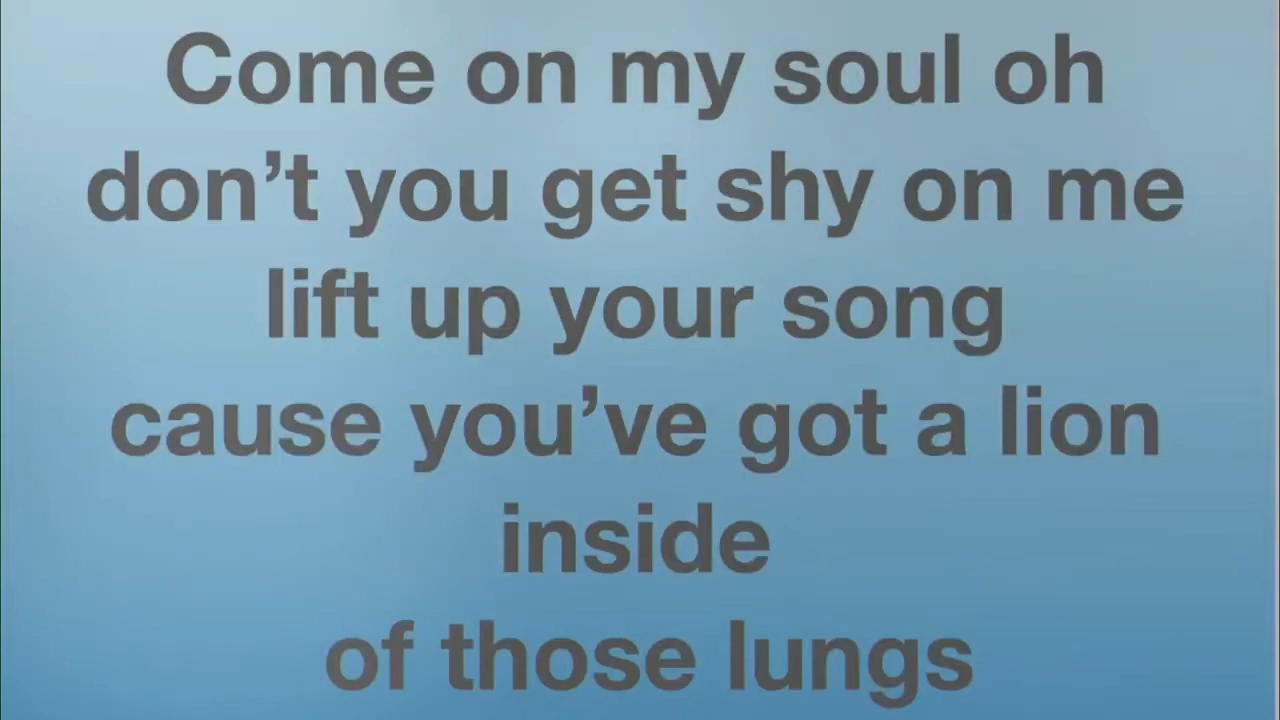 Come on my soul oh
don’t you get shy on me
lift up your song
cause you’ve got a lion
inside
of those lungs